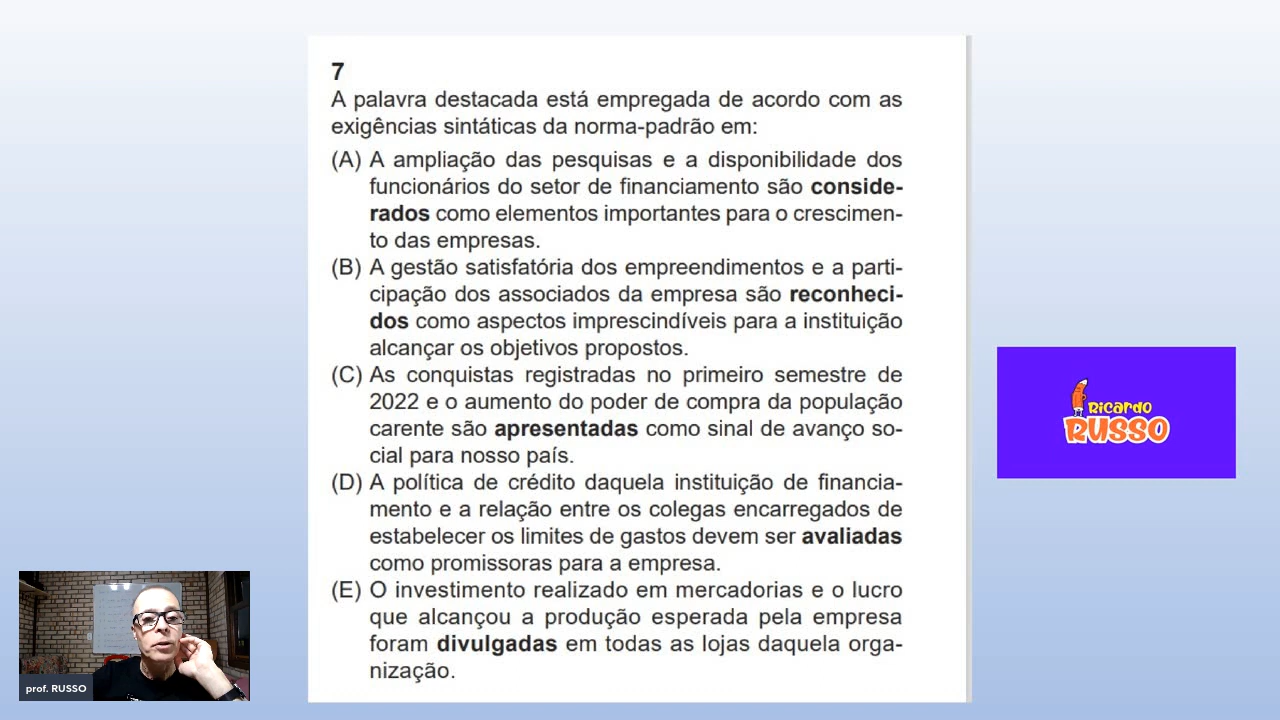 7
A palavra destacada está empregada de acordo com as
exigências sintáticas da norma-padrão em:
(A) A ampliação das pesquisas e a disponibilidade dos
funcionários do setor de financiamento são conside-
rados como elementos importantes para o crescimen-
to das empresas.
(B) A gestão satisfatória dos empreendimentos e a parti-
cipação dos associados da empresa são reconheci-
dos como aspectos imprescindíveis para a instituição
alcançar os objetivos propostos.
(C) As conquistas registradas no primeiro semestre de
2022 e o aumento do poder de compra da população
carente são apresentadas como sinal de avanço so-
cial para nosso país.
(D) A política de crédito daquela instituição de financia-
mento e a relação entre os colegas encarregados de
estabelecer os limites de gastos devem ser avaliadas
como promissoras para a empresa.
(E) O investimento realizado em mercadorias e o lucro
que alcançou a produção esperada pela empresa
foram divulgadas em todas as lojas daquela orga-
nização.
RICARDO
RUSSO
prof. RUSSO